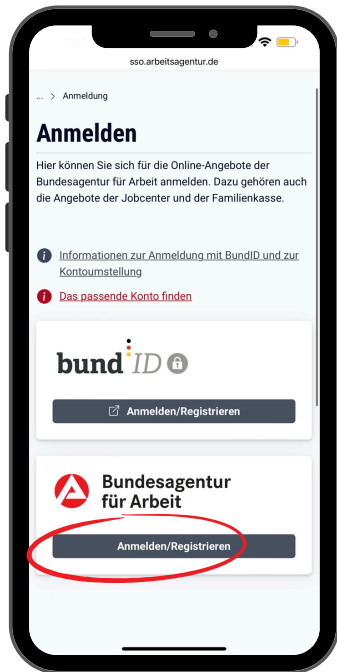 sso.arbeitsagentur.de
... > Anmeldung
Anmelden
Hier können Sie sich für die Online-Angebote der
Bundesagentur für Arbeit anmelden. Dazu gehören auch
die Angebote der Jobcenter und der Familienkasse.
Informationen zur Anmeldung mit BundID und zur
Kontoumstellung
Das passende Konto finden
bund ID
Anmelden/Registrieren
Bundesagentur
für Arbeit
Anmelden/Registrieren